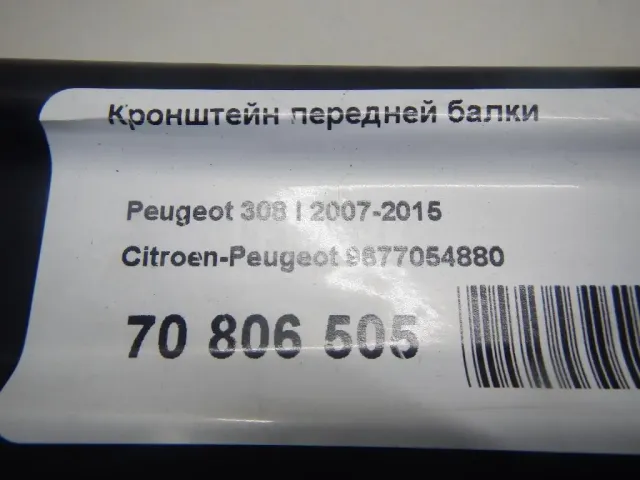 Кронштейн передней балки
Peugeot 308 I 2007-2015
Citroen-Peugeot 9677054880
70 806 505